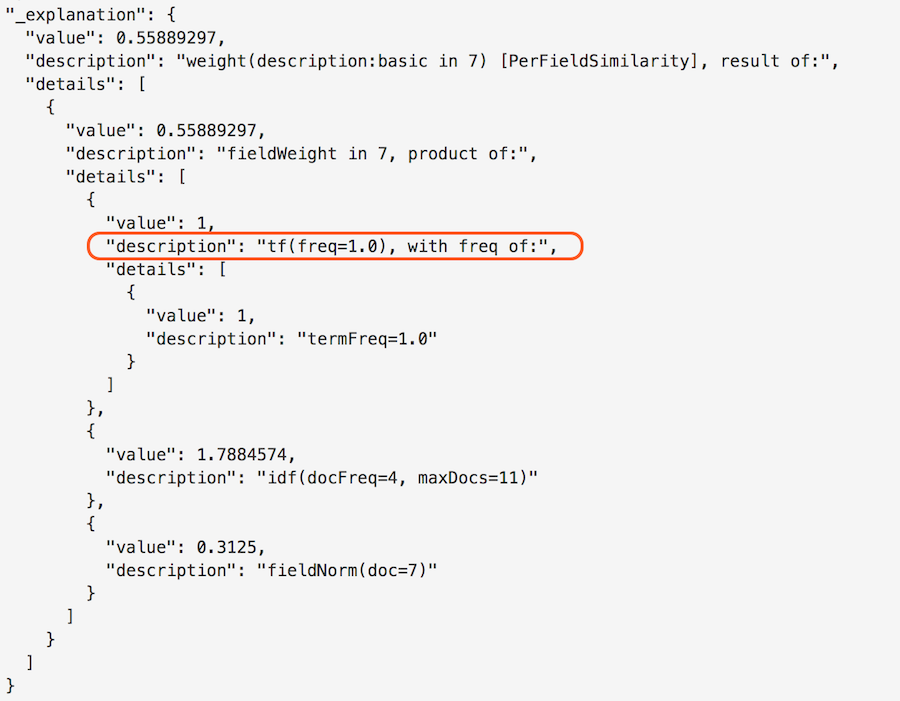 "_explanation": {
  "value": 0.55889297,
  "description": "weight(description:basic in 7) [PerFieldSimilarity], result of:",
  "details": [
    {
      "value": 0.55889297,
      "description": "fieldWeight in 7, product of:",
      "details": [
        {
          "value": 1,
          "description": "tf(freq=1.0), with freq of:",
          "details": [
            {
              "value": 1,
              "description": "termFreq=1.0"
            }
          ]
        },
        {
          "value": 1.7884574,
          "description": "idf(docFreq=4, maxDocs=11)"
        },
        {
          "value": 0.3125,
          "description": "fieldNorm(doc=7)"
        }
      ]
    }
  ]
}